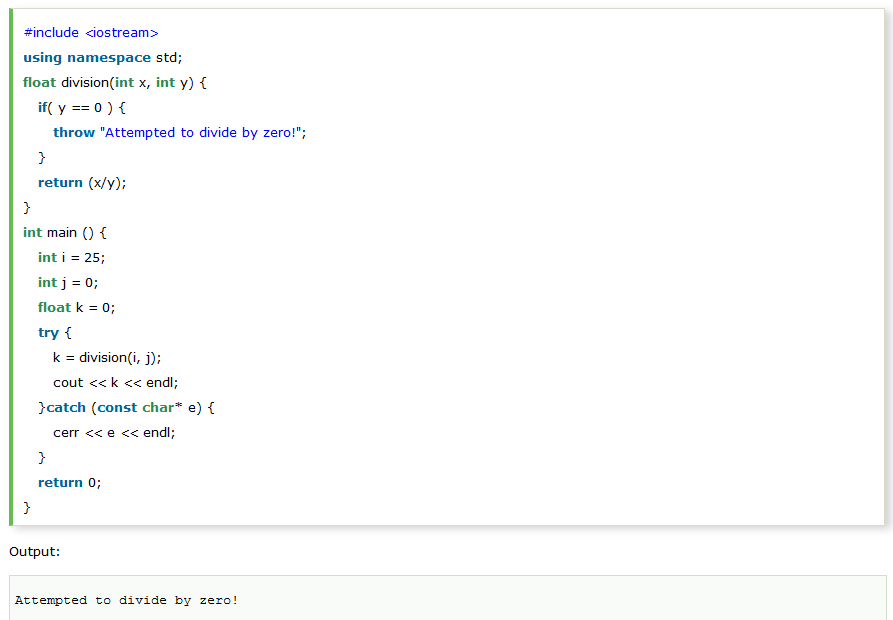 #include <iostream>
using namespace std;
float division(int x, int y) {
if( y == 0 ) {
throw "Attempted to divide by zero!";
}
return (x/y);
}
int main () {
int i = 25;
int j = 0;
float k = 0;
try {
k = division(i, j);
cout << k << endl;
}catch (const char* e) {
cerr << e << endl;
}
return 0;
}
Output:
Attempted to divide by zero!